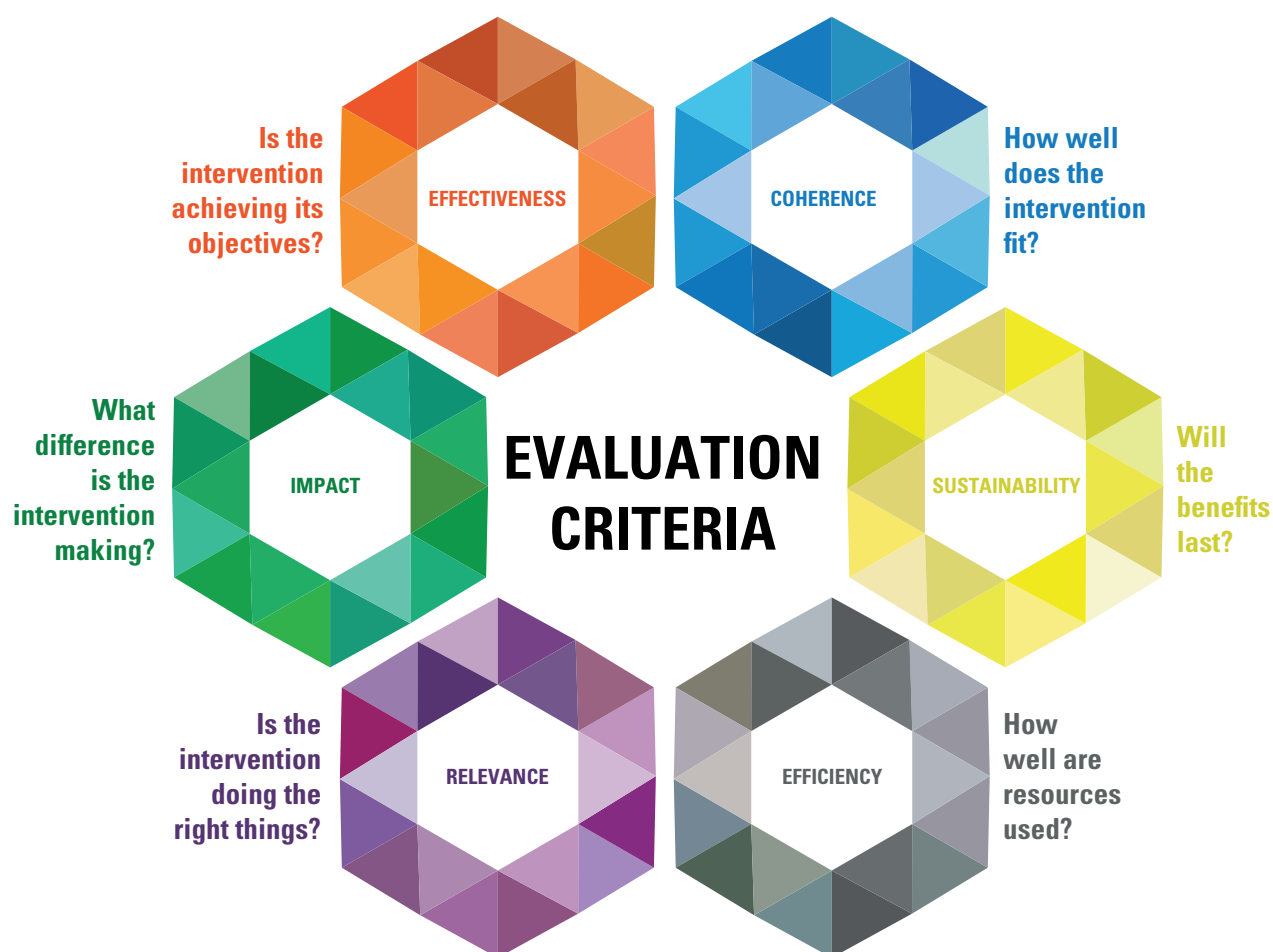 Is the
intervention
achieving its
objectives?
EFFECTIVENESS
COHERENCE
How well
does the
intervention
fit?
What
difference
is the
intervention
making?
IMPACT
EVALUATION
CRITERIA
SUSTAINABILITY
Will
the
benefits
last?
Is the
intervention
doing the
right things?
RELEVANCE
EFFICIENCY
How
well are
resources
used?